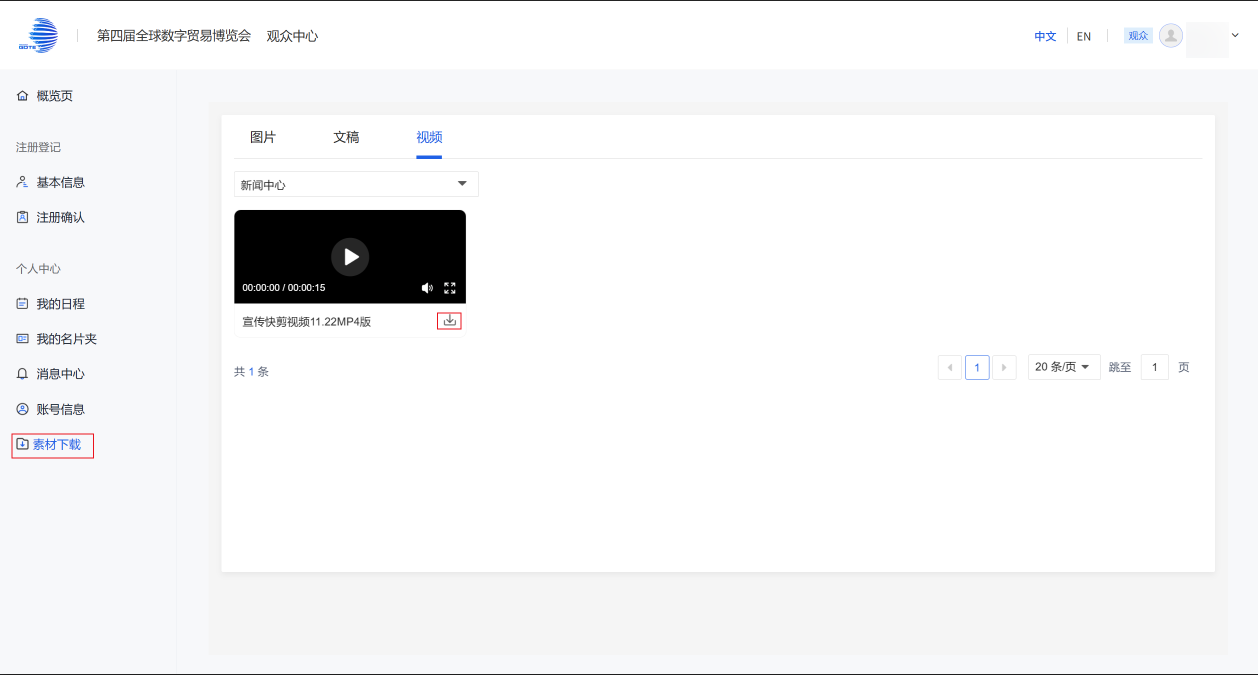 GDTE 第四届全球数字贸易博览会 观众中心 中文 EN 观众
概览页
注册登记
基本信息
注册确认
个人中心
我的日程
我的名片夹
消息中心
账号信息
素材下载
图片 文稿 视频
新闻中心
00:00:00 / 00:00:15
宣传快剪视频11.22MP4版
共 1 条 1 20 条/页 跳至 1 页